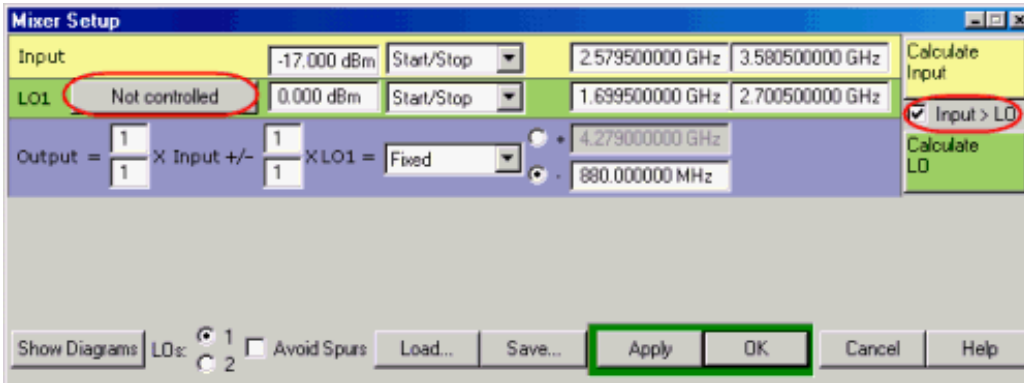 Mixer Setup
Input -17.000 dBm Start/Stop 2.579500000 GHz 3.580500000 GHz Calculate Input
LO1 Not controlled 0.000 dBm Start/Stop 1.699500000 GHz 2.700500000 GHz Input > LO
Output = 1 1 X Input +/- 1 1 X LO1 = Fixed + 4.279000000 GHz - 880.000000 MHz Calculate LO
Show Diagrams LOs: 1 2 Avoid Spurs Load... Save... Apply OK Cancel Help